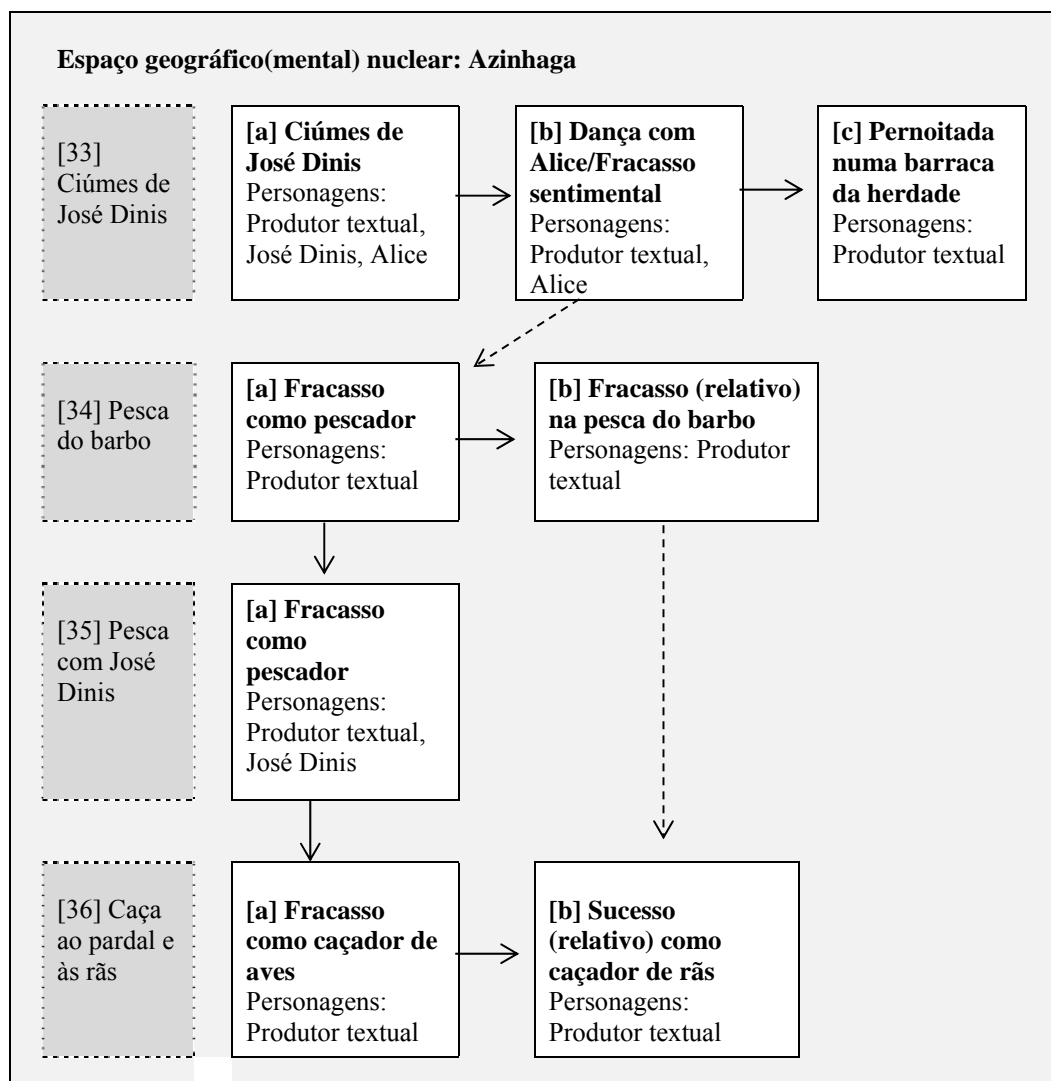 Espaço geográfico(mental) nuclear: Azinhaga
[33]
Ciúmes de
José Dinis
[a] Ciúmes de
José Dinis
Personagens:
Produtor textual,
José Dinis, Alice
[b] Dança com
Alice/Fracasso
sentimental
Personagens:
Produtor textual,
Alice
[c] Pernoitada
numa barraca
da herdade
Personagens:
Produtor textual
[34] Pesca
do barbo
[a] Fracasso
como pescador
Personagens:
Produtor textual
[b] Fracasso (relativo)
na pesca do barbo
Personagens: Produtor
textual
[35] Pesca
com José
Dinis
[a] Fracasso
como
pescador
Personagens:
Produtor textual,
José Dinis
[36] Caça
ao pardal e
às rãs
[a] Fracasso
como caçador de
aves
Personagens:
Produtor textual
[b] Sucesso
(relativo) como
caçador de rãs
Personagens:
Produtor textual